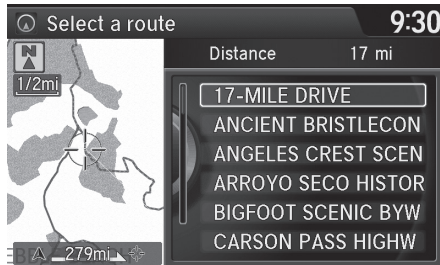 Select a route
9:30
N
1/2mi
Distance 17 mi
17-MILE DRIVE
ANCIENT BRISTLECON
ANGELES CREST SCEN
ARROYO SECO HISTOR
BIGFOOT SCENIC BYW
CARSON PASS HIGHW
279mi